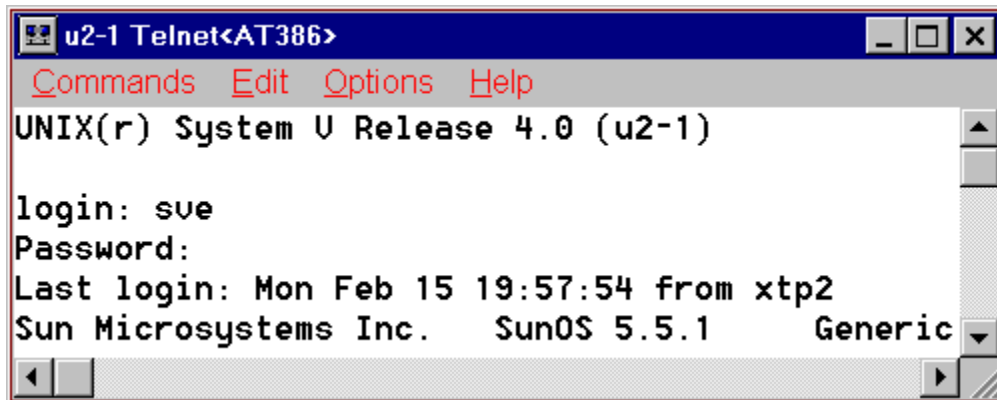 u2-1 Telnet<AT386>
Commands Edit Options Help
UNIX(r) System V Release 4.0 (u2-1)
login: sve
Password:
Last login: Mon Feb 15 19:57:54 from xtp2
Sun Microsystems Inc. SunOS 5.5.1 Generic